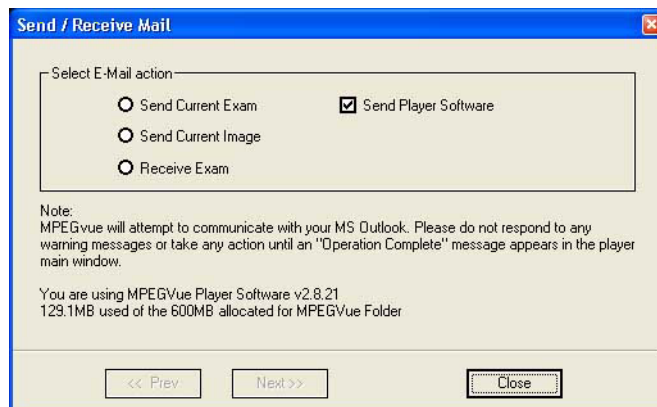 Send / Receive Mail
Select E-Mail action
Send Current Exam
Send Player Software
Send Current Image
Receive Exam
Note:
MPEGvue will attempt to communicate with your MS Outlook. Please do not respond to any
warning messages or take any action until an "Operation Complete" message appears in the player
main window.
You are using MPEGVue Player Software v2.8.21
129.1MB used of the 600MB allocated for MPEGVue Folder
<< Prev
Next >>
Close